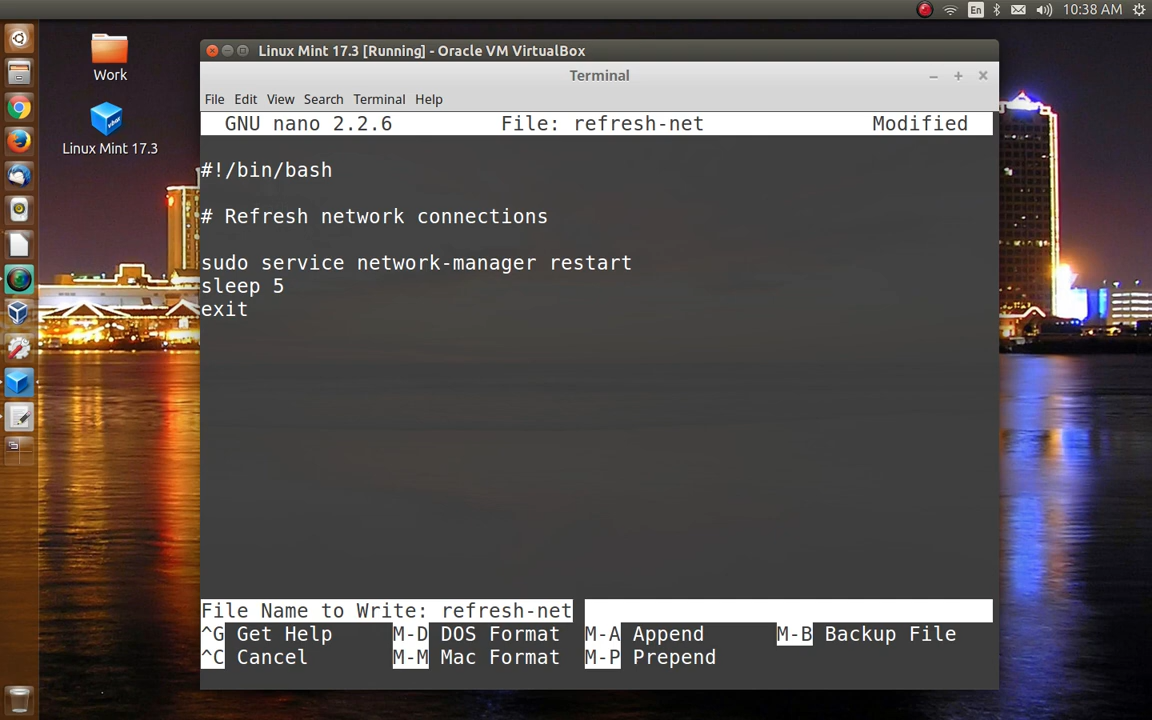 En 10:38 AM
Work
Linux Mint 17.3
Linux Mint 17.3 [Running] - Oracle VM VirtualBox
Terminal
File Edit View Search Terminal Help
GNU nano 2.2.6 File: refresh-net Modified
#!/bin/bash
# Refresh network connections
sudo service network-manager restart
sleep 5
exit
File Name to Write: refresh-net
^G Get Help M-D DOS Format M-A Append M-B Backup File
^C Cancel M-M Mac Format M-P Prepend